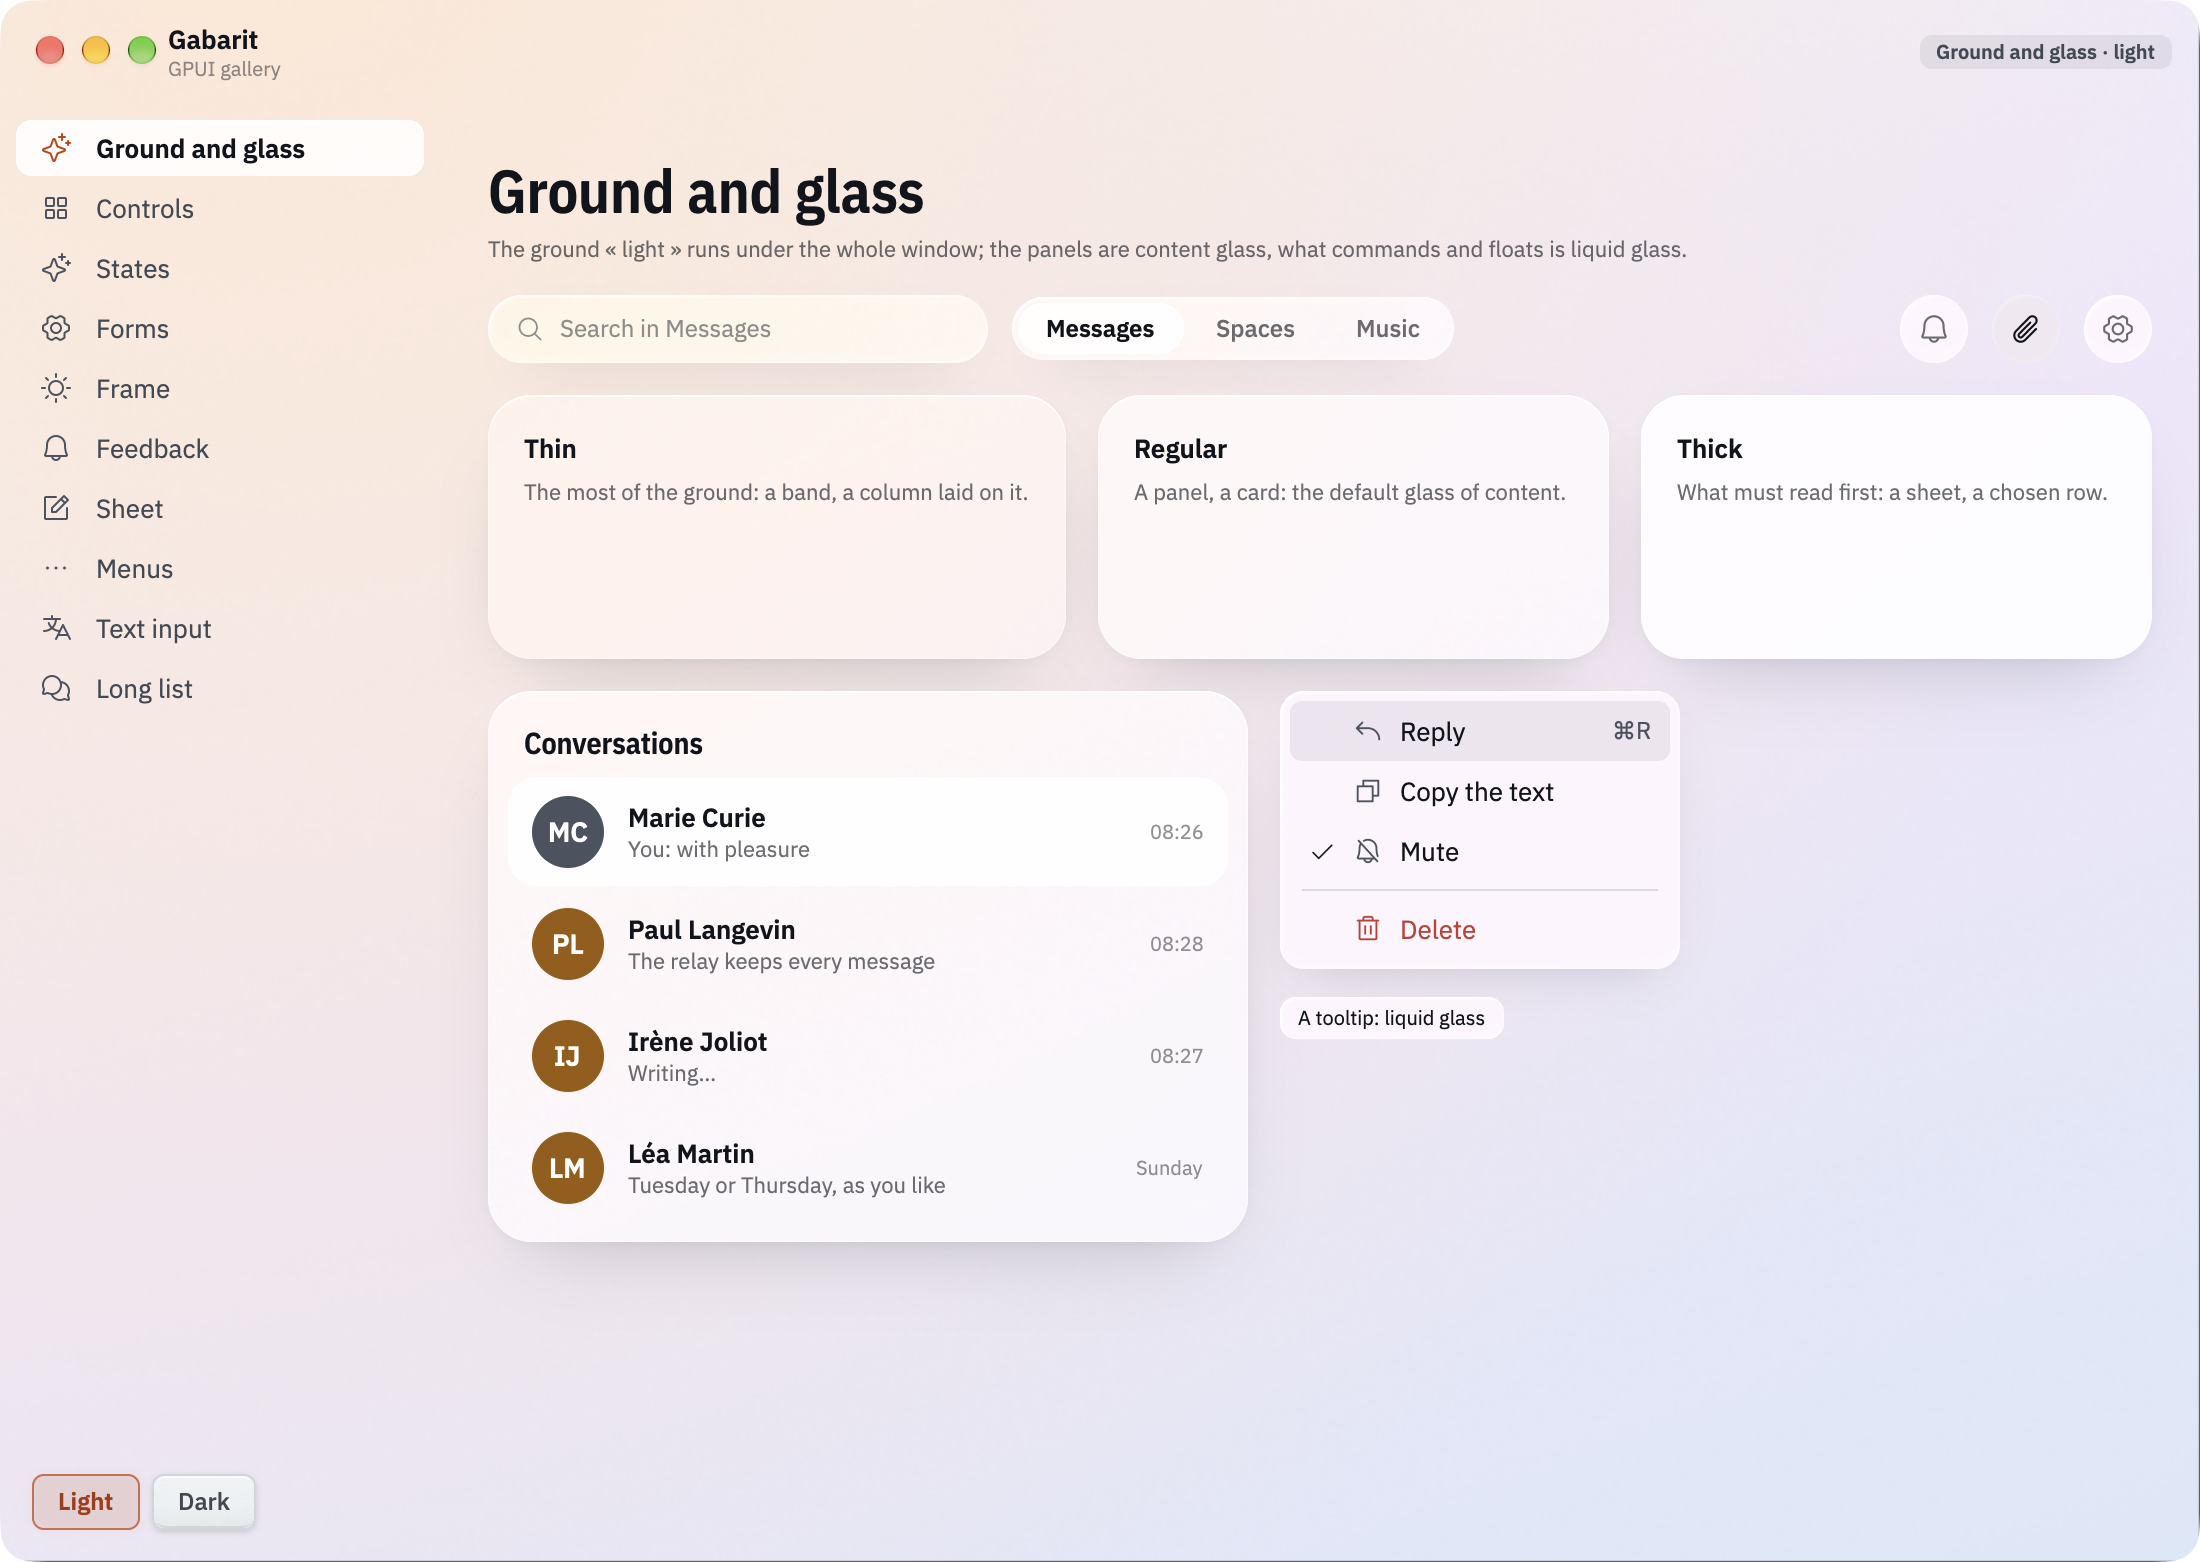 Gabarit
GPUI gallery
Ground and glass · light
Ground and glass
Controls
States
Forms
Frame
Feedback
Sheet
Menus
Text input
Long list
Light
Dark
Ground and glass
The ground « light » runs under the whole window; the panels are content glass, what commands and floats is liquid glass.
Search in Messages
Messages
Spaces
Music
Thin
The most of the ground: a band, a column laid on it.
Regular
A panel, a card: the default glass of content.
Thick
What must read first: a sheet, a chosen row.
Conversations
MC
Marie Curie
You: with pleasure
08:26
PL
Paul Langevin
The relay keeps every message
08:28
IJ
Irène Joliot
Writing...
08:27
LM
Léa Martin
Tuesday or Thursday, as you like
Sunday
Reply ⌘R
Copy the text
Mute
Delete
A tooltip: liquid glass